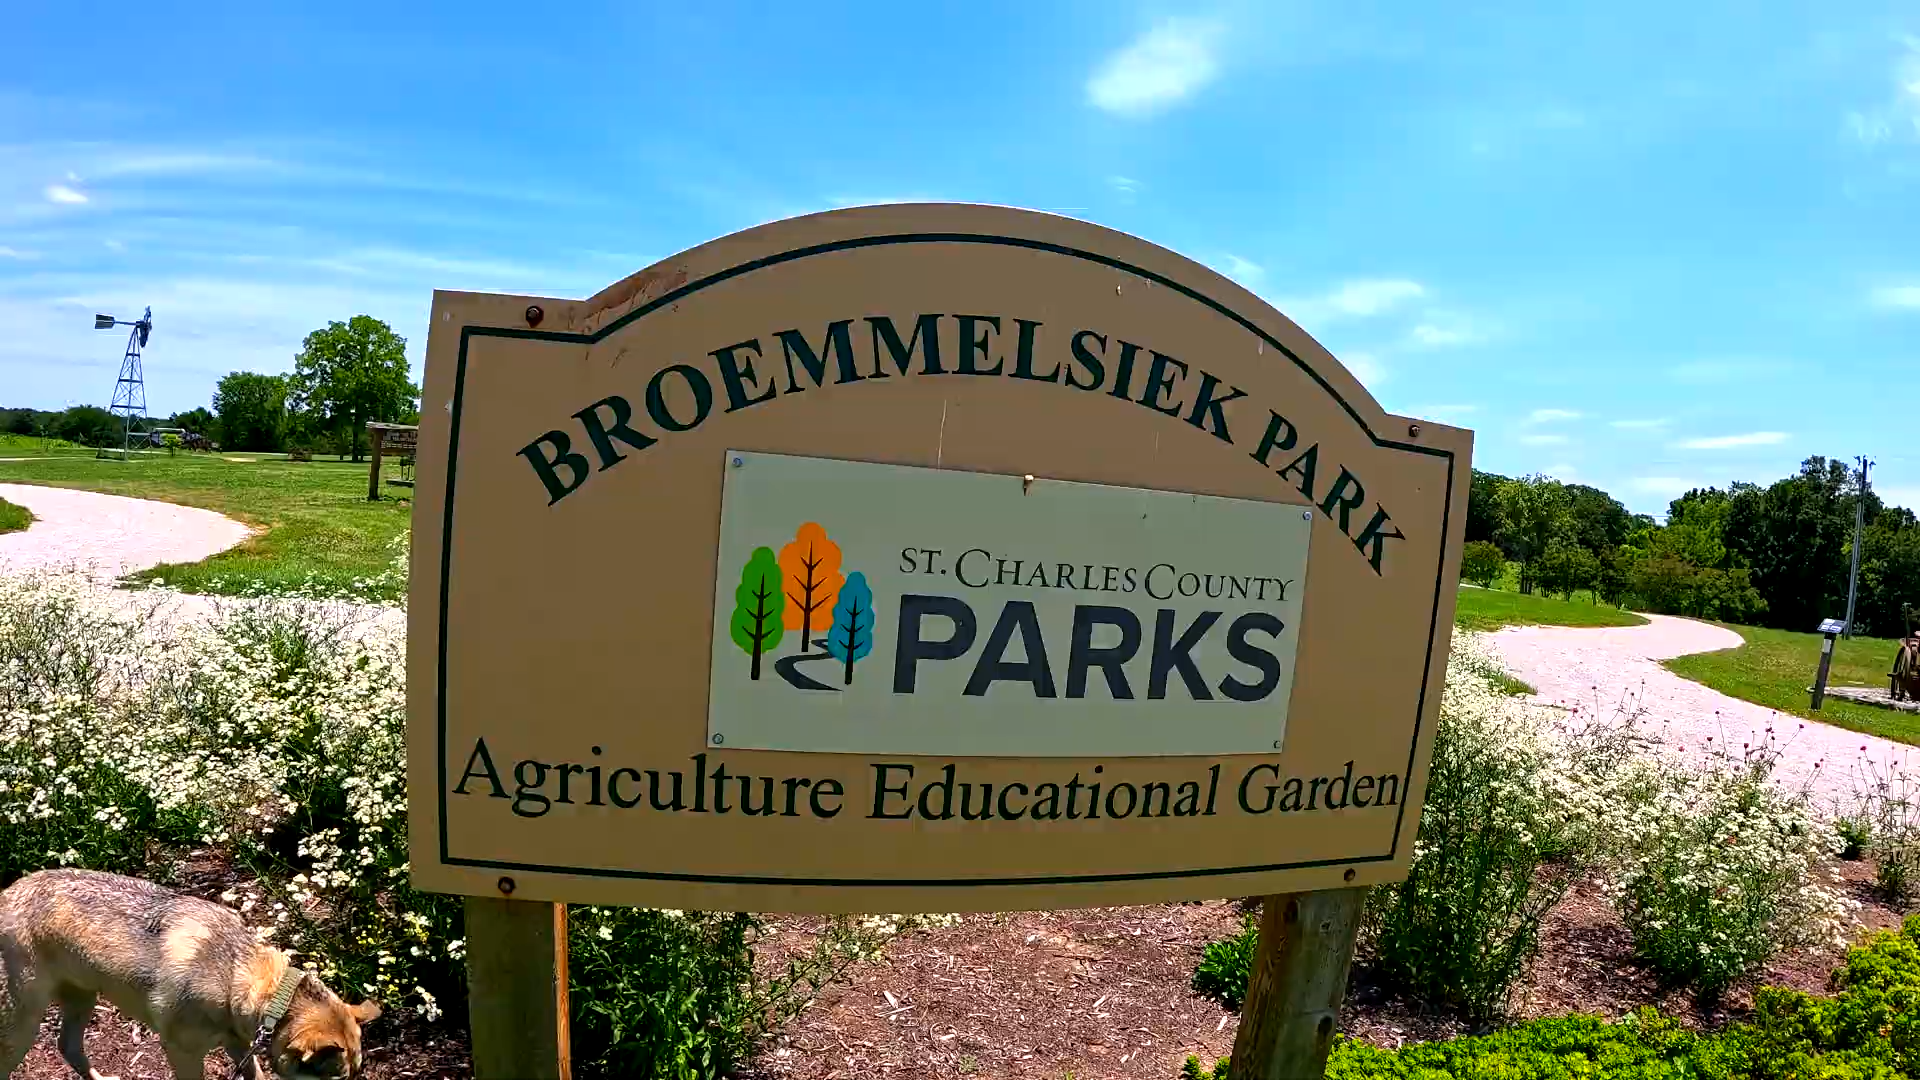 BROEMMELSIEK PARK
ST. CHARLES COUNTY
PARKS
Agriculture Educational Garden